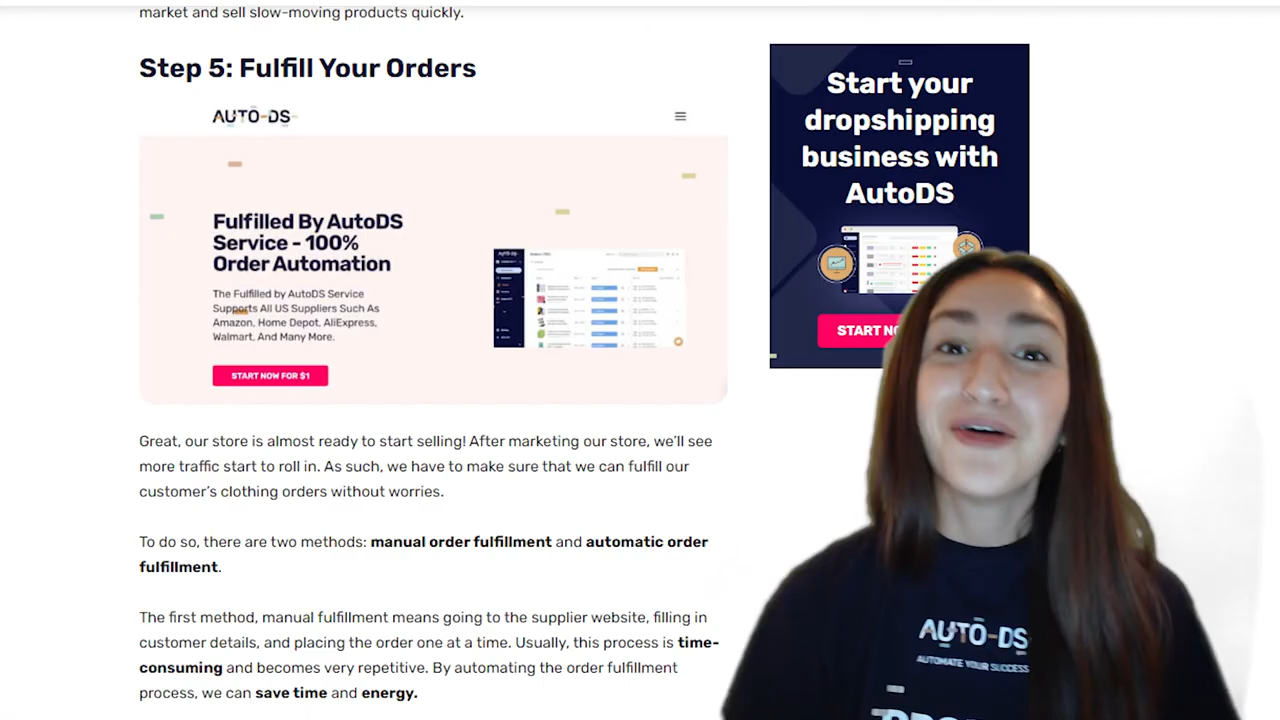 market and sell slow-moving products quickly.
Step 5: Fulfill Your Orders
AUTO-DS
Fulfilled By AutoDS
Service - 100%
Order Automation
The Fulfilled by AutoDS Service
Supports All US Suppliers Such As
Amazon, Home Depot, AliExpress,
Walmart, And Many More.
START NOW FOR $1
Great, our store is almost ready to start selling! After marketing our store, we'll see
more traffic start to roll in. As such, we have to make sure that we can fulfill our
customer's clothing orders without worries.
To do so, there are two methods: manual order fulfillment and automatic order
fulfillment.
The first method, manual fulfillment means going to the supplier website, filling in
customer details, and placing the order one at a time. Usually, this process is time-
consuming and becomes very repetitive. By automating the order fulfillment
process, we can save time and energy.
Start your
dropshipping
business with
AutoDS
START
AUTO-DS
AUTOMATE YOUR SUCCESS